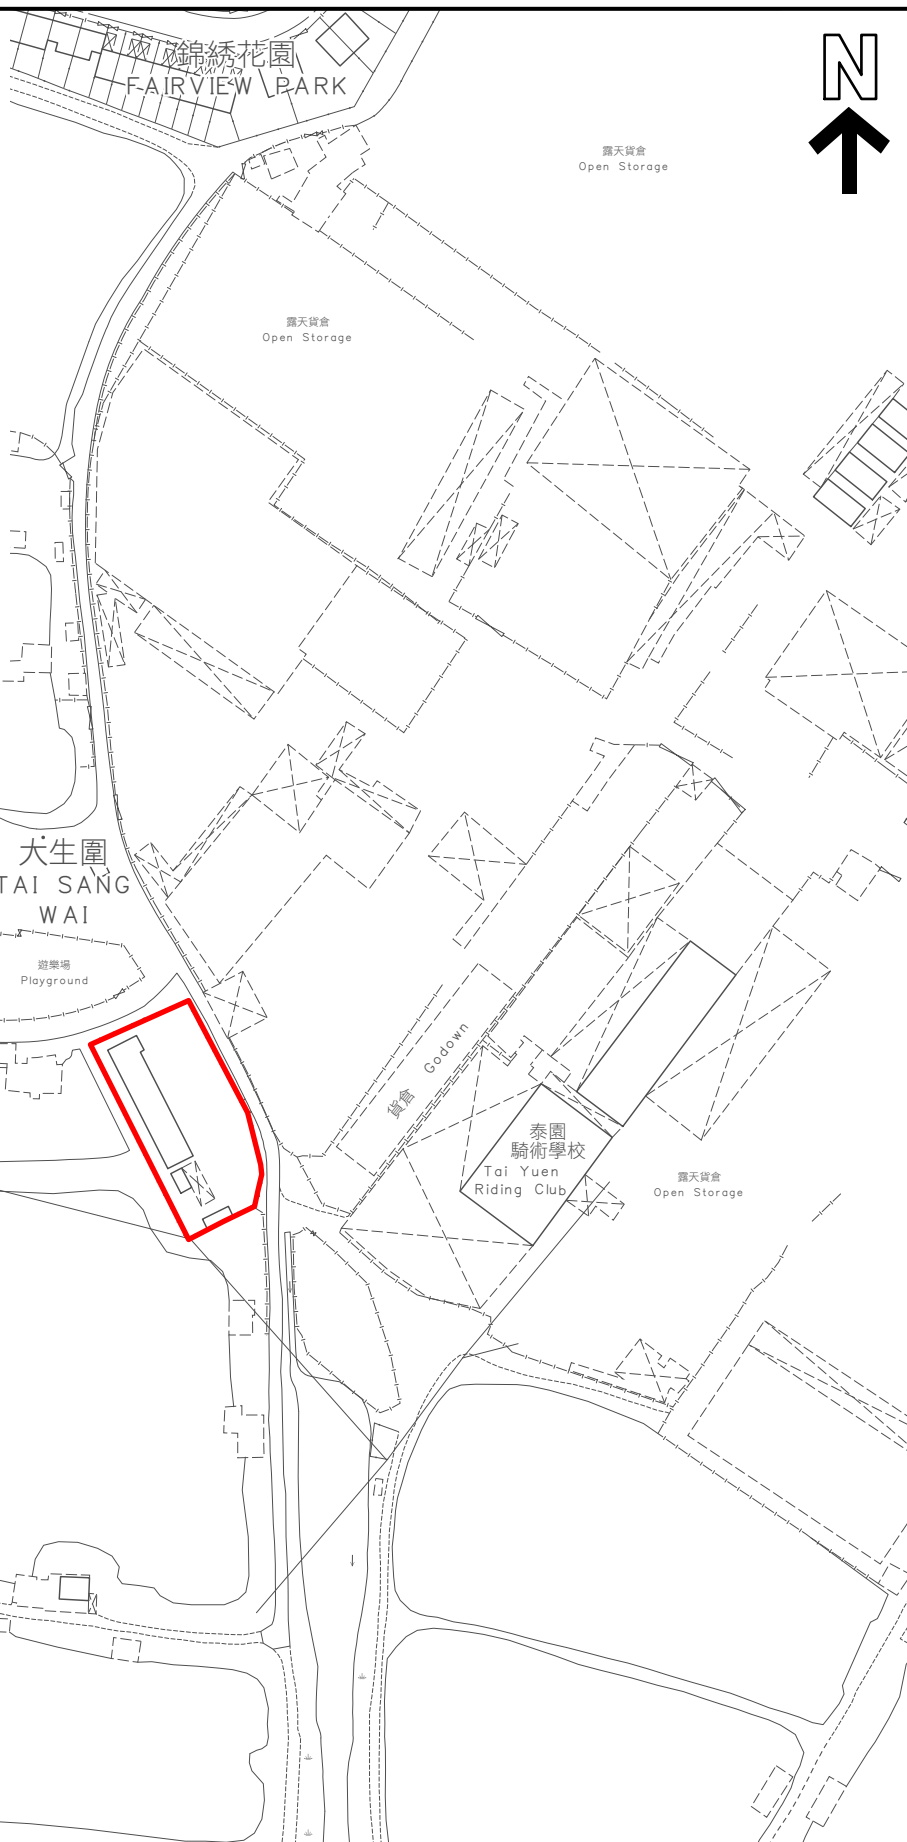 錦綉花園
FAIRVIEW PARK
N
露天貨倉
Open Storage
露天貨倉
Open Storage
大生圍
TAI SANG
WAI
遊樂場
Playground
貨倉 Godown
泰園
騎術學校
Tai Yuen
Riding Club
露天貨倉
Open Storage